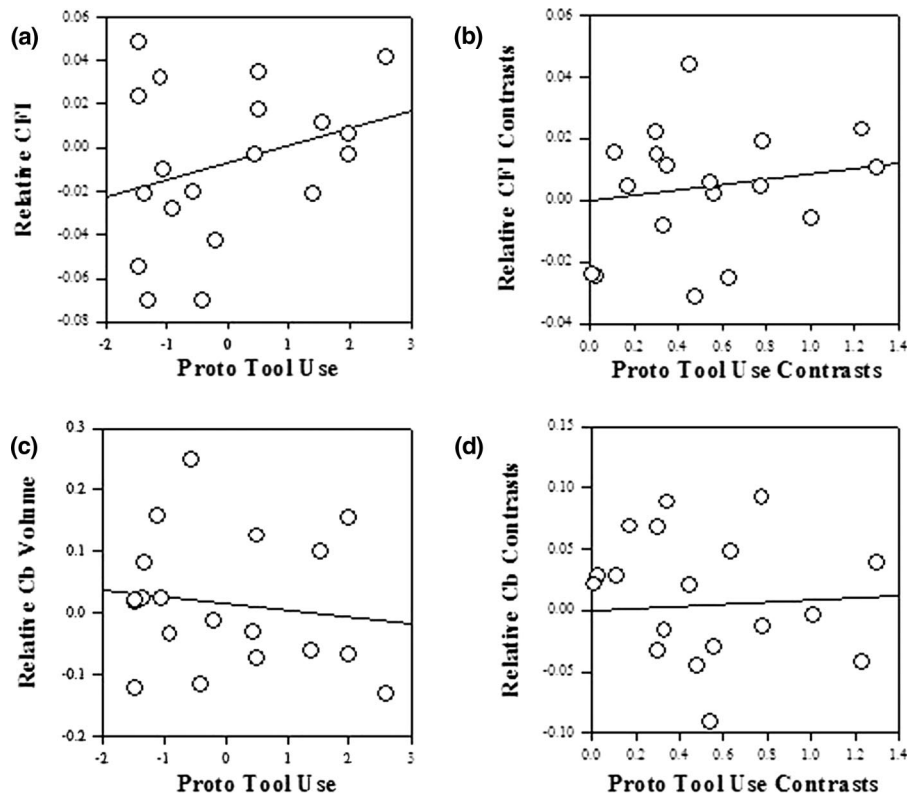 (a)
Relative CFI
0.06
0.04
0.02
0.00
-0.02
-0.04
-0.06
-0.08
-2 -1 0 1 2 3
Proto Tool Use
(b)
Relative CFI Contrasts
0.06
0.04
0.02
0.00
-0.02
-0.04
0.0 0.2 0.4 0.6 0.8 1.0 1.2 1.4
Proto Tool Use Contrasts
(c)
Relative Cb Volume
0.3
0.2
0.1
0.0
-0.1
-0.2
-2 -1 0 1 2 3
Proto Tool Use
(d)
Relative Cb Contrasts
0.15
0.10
0.05
0.00
-0.05
-0.10
0.0 0.2 0.4 0.6 0.8 1.0 1.2 1.4
Proto Tool Use Contrasts